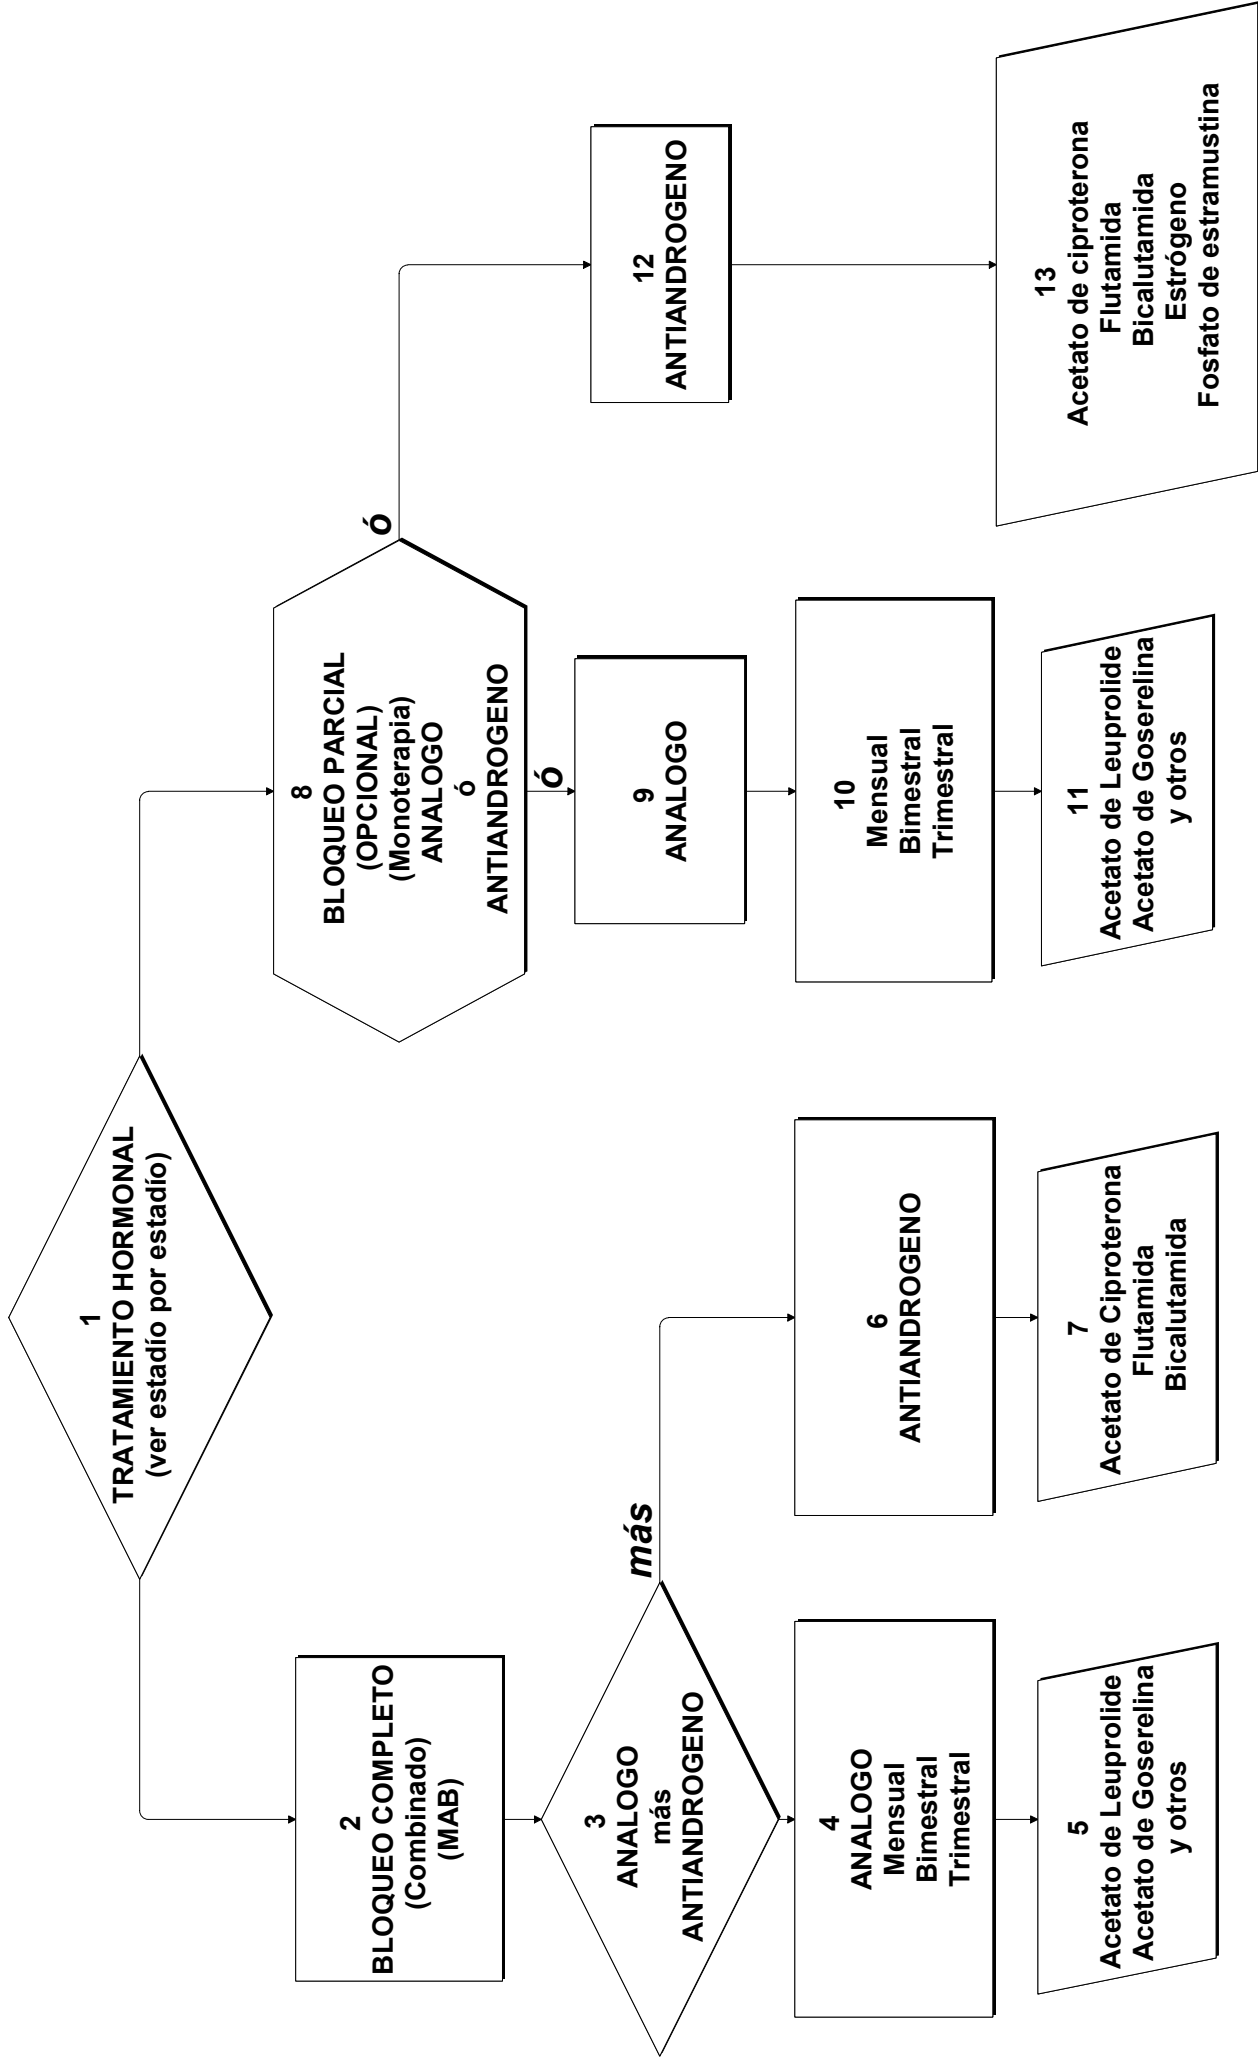 1
TRATAMIENTO HORMONAL
(ver estadío por estadío)
2
BLOQUEO COMPLETO
(Combinado)
(MAB)
3
ANALOGO
más
ANTIANDROGENO
más
4
ANALOGO
Mensual
Bimestral
Trimestral
5
Acetato de Leuprolide
Acetato de Goserelina
y otros
6
ANTIANDROGENO
7
Acetato de Ciproterona
Flutamida
Bicalutamida
8
BLOQUEO PARCIAL
(OPCIONAL)
(Monoterapia)
ANALOGO
ó
ANTIANDROGENO
ó
ó
9
ANALOGO
10
Mensual
Bimestral
Trimestral
11
Acetato de Leuprolide
Acetato de Goserelina
y otros
12
ANTIANDROGENO
13
Acetato de ciproterona
Flutamida
Bicalutamida
Estrógeno
Fosfato de estramustina